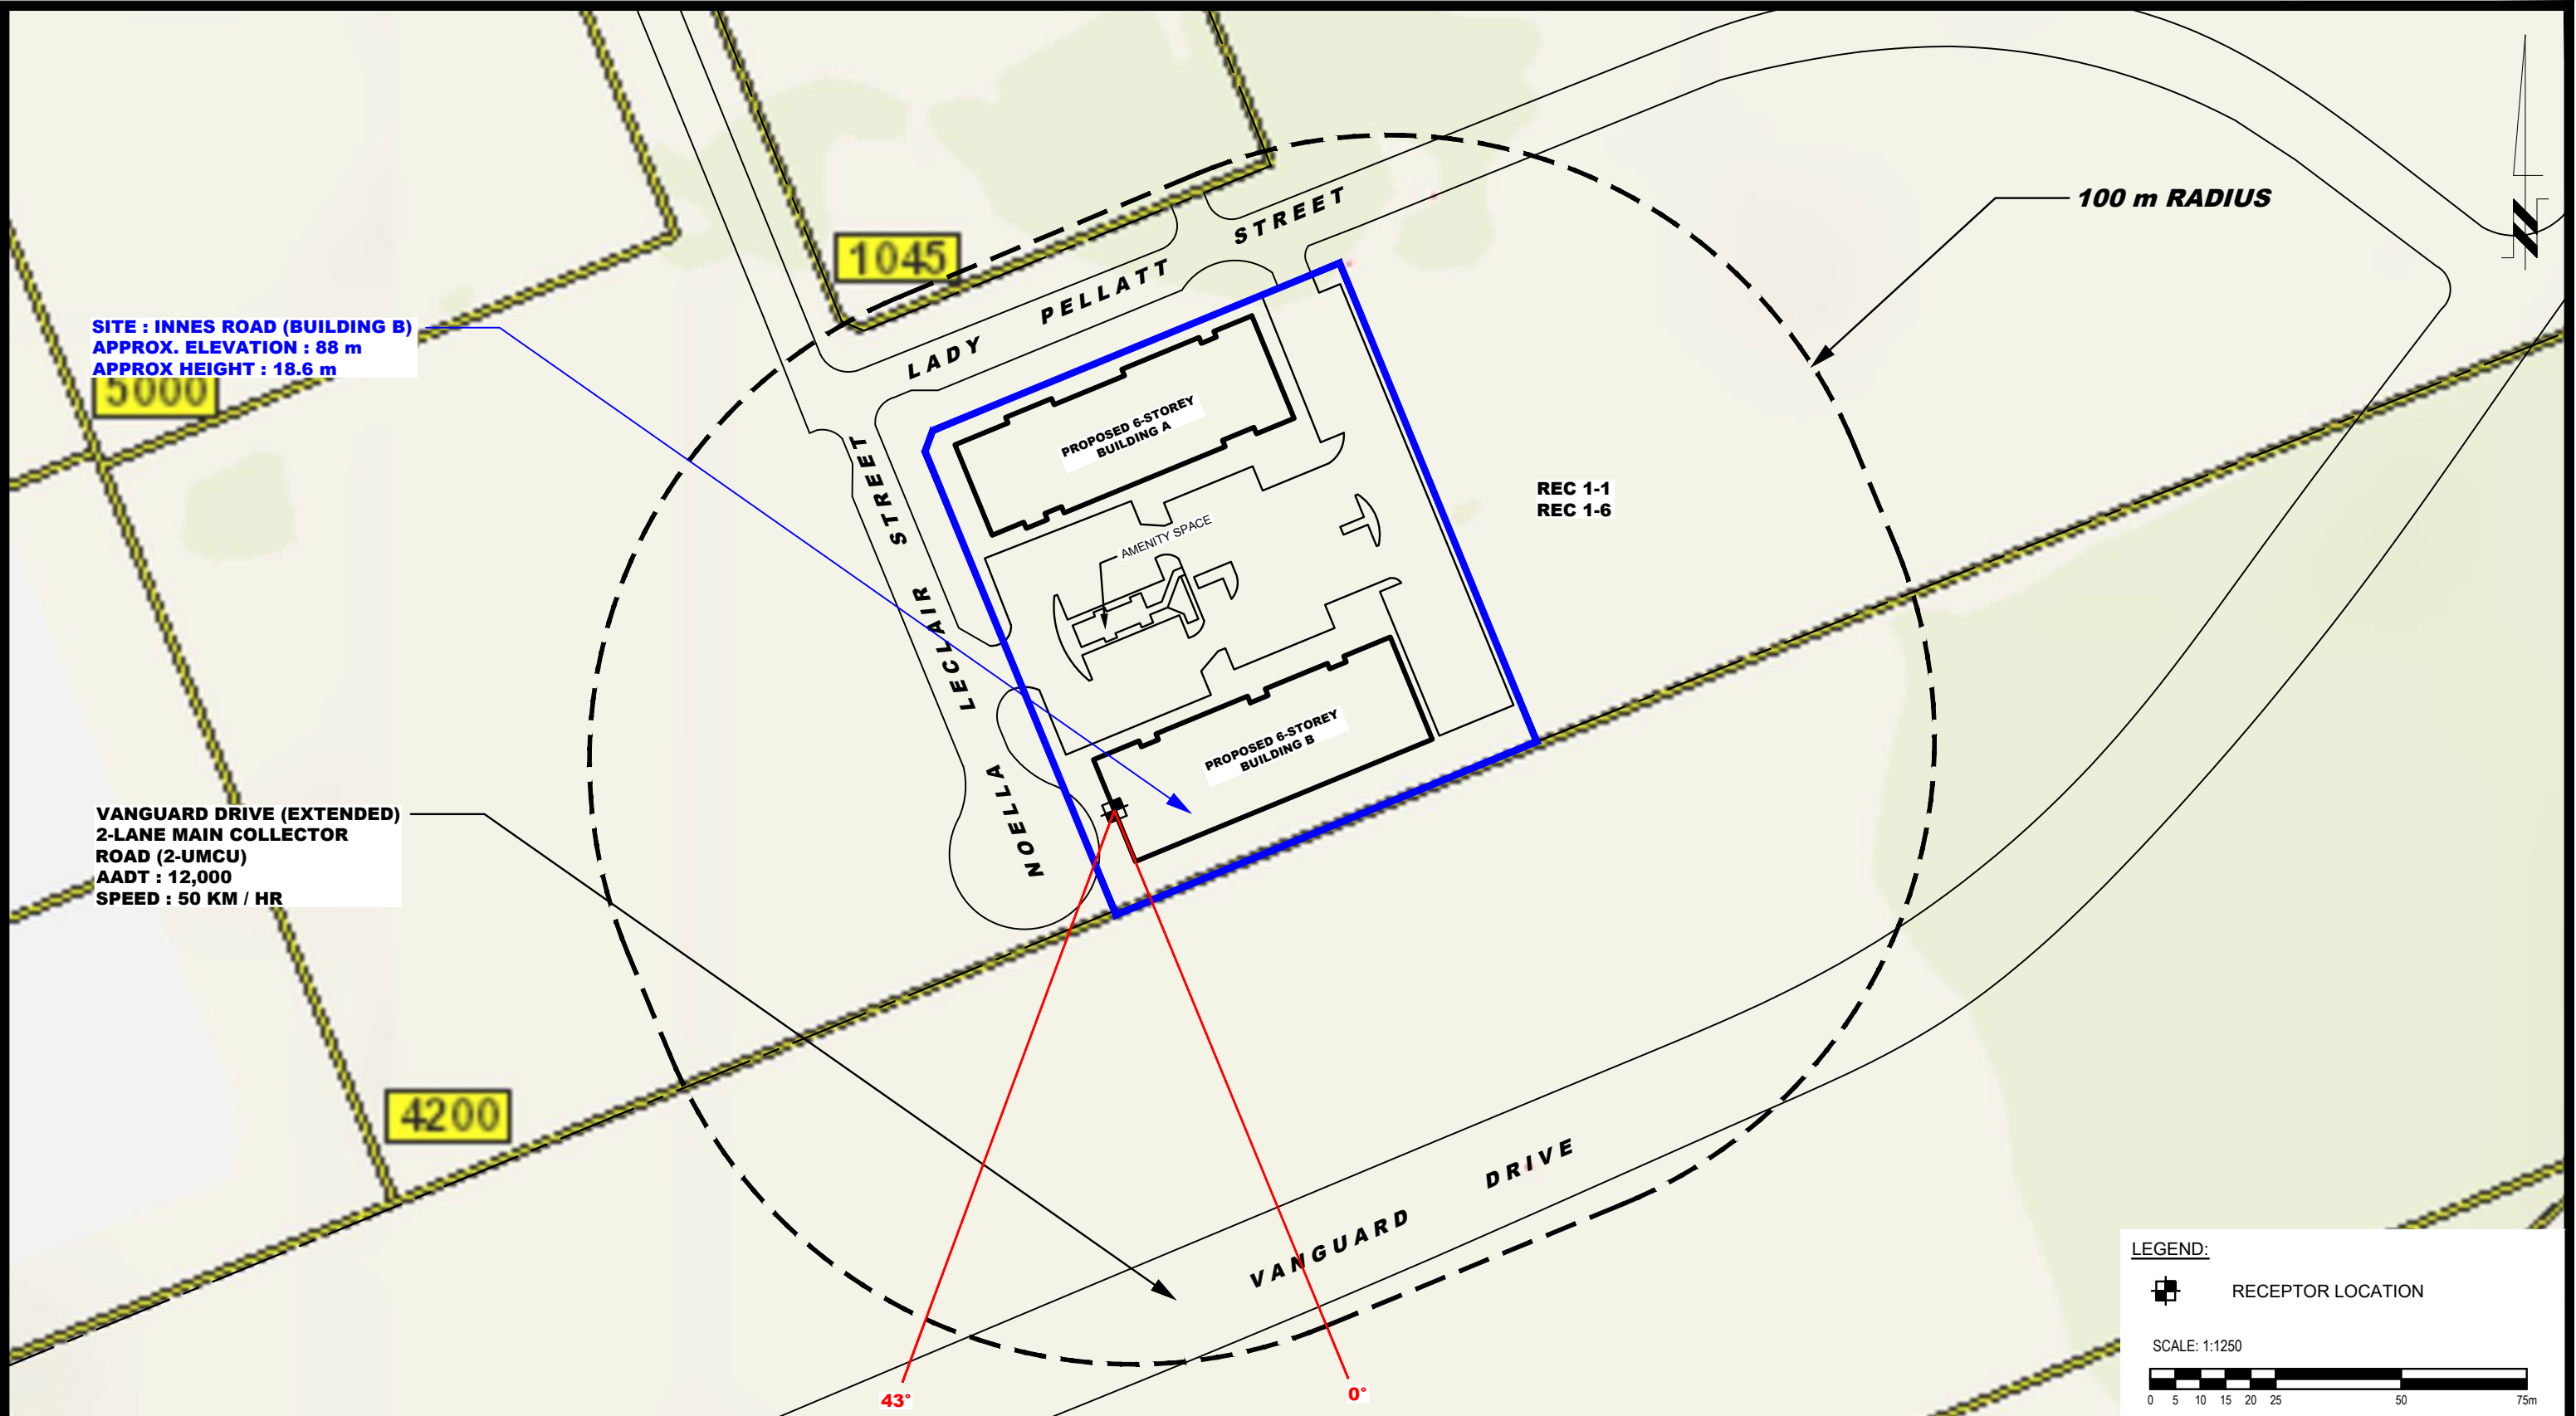 1045
STREET
PELLATT
LADY
100 m RADIUS
SITE : INNES ROAD (BUILDING B)
APPROX. ELEVATION : 88 m
APPROX HEIGHT : 18.6 m
5000
PROPOSED 6-STOREY
BUILDING A
REC 1-1
REC 1-6
AMENITY SPACE
NOELLA LECLAIR STREET
PROPOSED 6-STOREY
BUILDING B
VANGUARD DRIVE (EXTENDED)
2-LANE MAIN COLLECTOR
ROAD (2-UMCU)
AADT : 12,000
SPEED : 50 KM / HR
4200
VANGUARD DRIVE
43°
0°
N
LEGEND:
RECEPTOR LOCATION
SCALE: 1:1250
0 5 10 15 20 25 50 75m